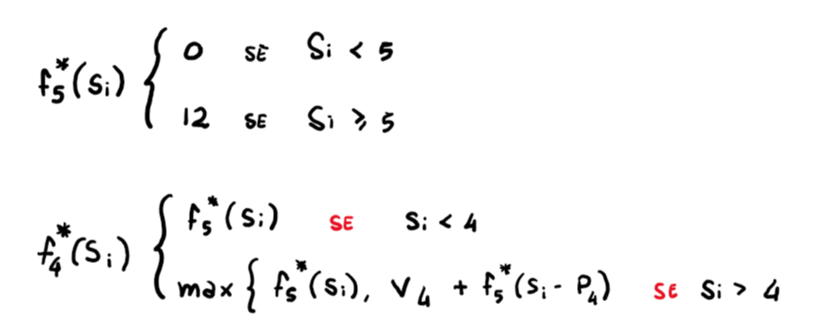 f₅*(Sᵢ) { 0 SE Sᵢ < 5
12 SE Sᵢ ⩾ 5
f₄*(Sᵢ) { f₅*(Sᵢ) SE Sᵢ < 4
max { f₅*(Sᵢ), V₄ + f₅*(Sᵢ - P₄) SE Sᵢ > 4